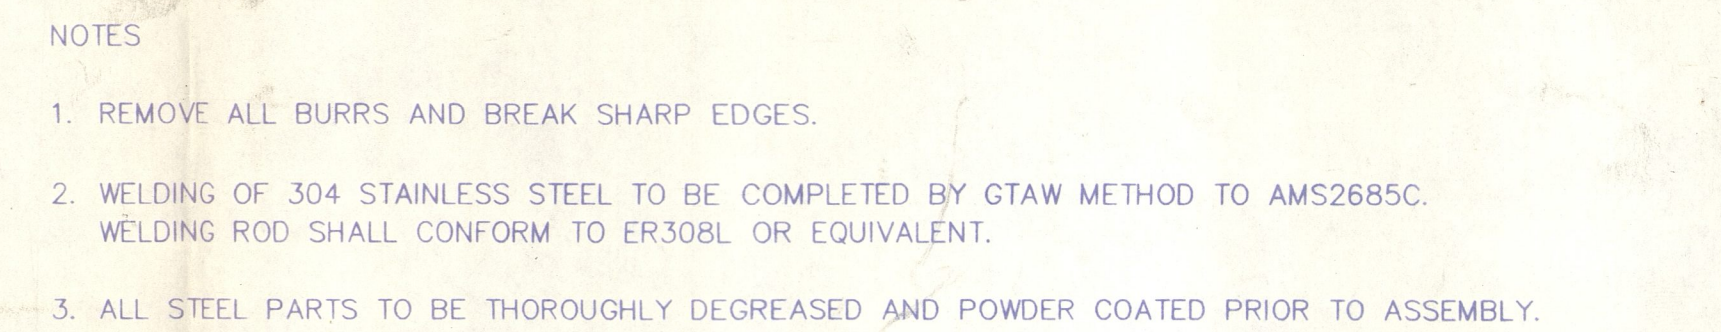 NOTES
1. REMOVE ALL BURRS AND BREAK SHARP EDGES.
2. WELDING OF 304 STAINLESS STEEL TO BE COMPLETED BY GTAW METHOD TO AMS2685C.
WELDING ROD SHALL CONFORM TO ER308L OR EQUIVALENT.
3. ALL STEEL PARTS TO BE THOROUGHLY DEGREASED AND POWDER COATED PRIOR TO ASSEMBLY.